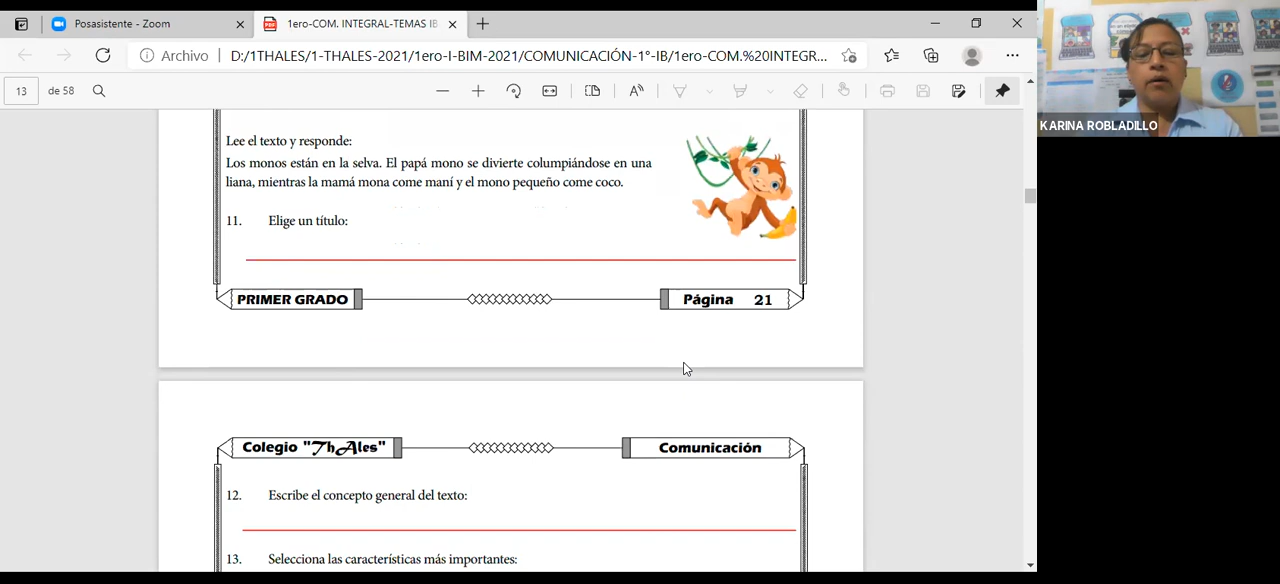 Posasistente - Zoom
1ero-COM. INTEGRAL-TEMAS IB
Archivo
D:/1THALES/1-THALES-2021/1ero-I-BIM-2021/COMUNICACIÓN-1°-IB/1ero-COM.%20INTEGR...
13 de 58
KARINA ROBLADILLO
Lee el texto y responde:
Los monos están en la selva. El papá mono se divierte columpiándose en una
liana, mientras la mamá mona come maní y el mono pequeño come coco.
11. Elige un título:
PRIMER GRADO
Página 21
Colegio "ThAles"
Comunicación
12. Escribe el concepto general del texto:
13. Selecciona las características más importantes: